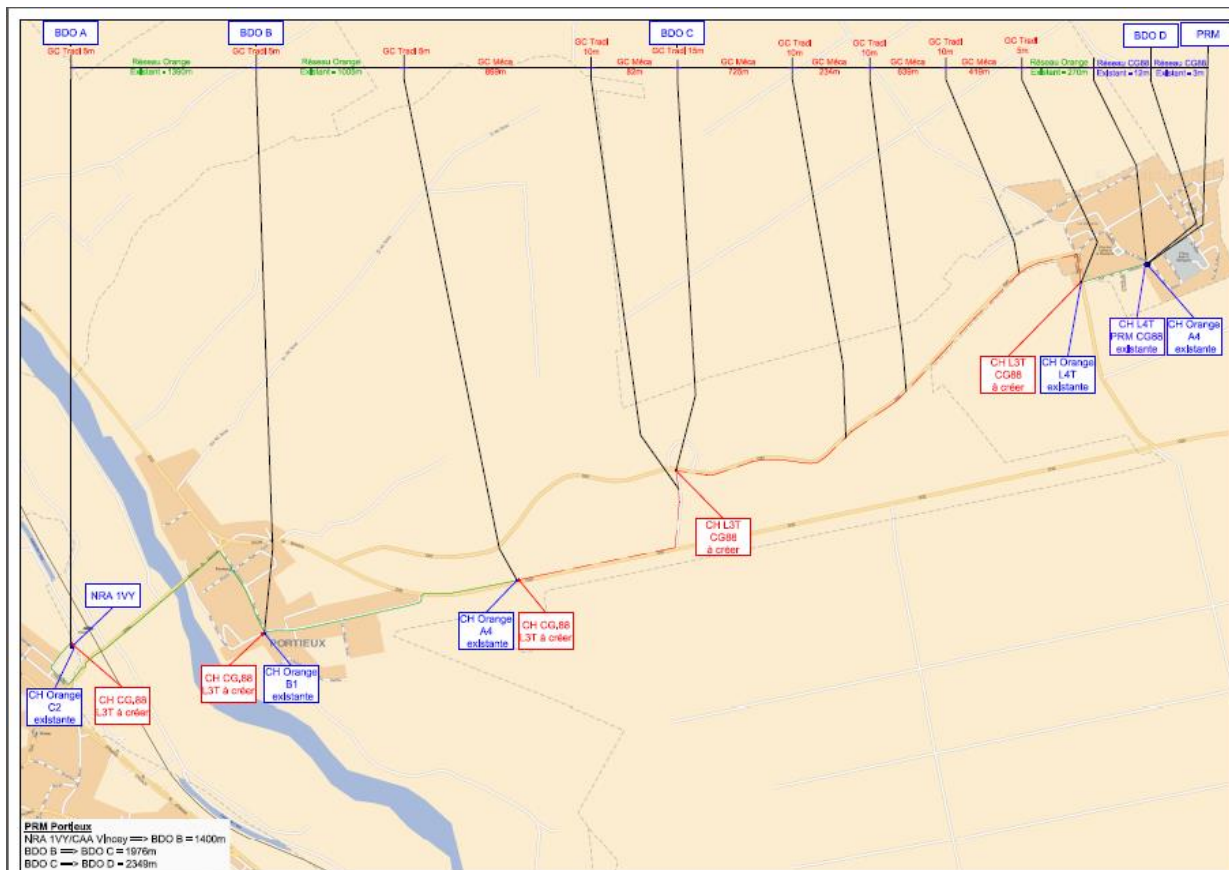 BDO A
BDO B
BDO C
BDO D
PRM
GC Tradi 5m
GC Tradi 5m
GC Tradi 5m
GC Tradi
10m
GC Tradi 15m
GC Tradi
10m
GC Tradi
10m
GC Tradi
10m
GC Tradi
5m
Réseau Orange
Existant =
Réseau Orange
Existant =
GC Méca
GC Méca
82m
GC Méca
725m
GC Méca
234m
GC Méca
GC Méca
419m
Réseau Orange
Existant = 270m
Réseau CG88
Existant = 12m
Réseau CG88
Existant = 3m
CH L3T
CG88
à créer
CH Orange
L4T
existante
CH L4T
PRM CG88
existante
CH Orange
A4
existante
CH L3T
CG88
à créer
NRA 1VY
CH Orange
C2
existante
CH CG.88
L3T à créer
CH CG.88
L3T à créer
PORTIEUX
CH Orange
B1
existante
CH Orange
A4
existante
CH CG.88
L3T à créer
PRM Portieux
NRA 1VY/CAA Vincey ==> BDO B = 1400m
BDO B ==> BDO C = 1976m
BDO C ==> BDO D = 2349m